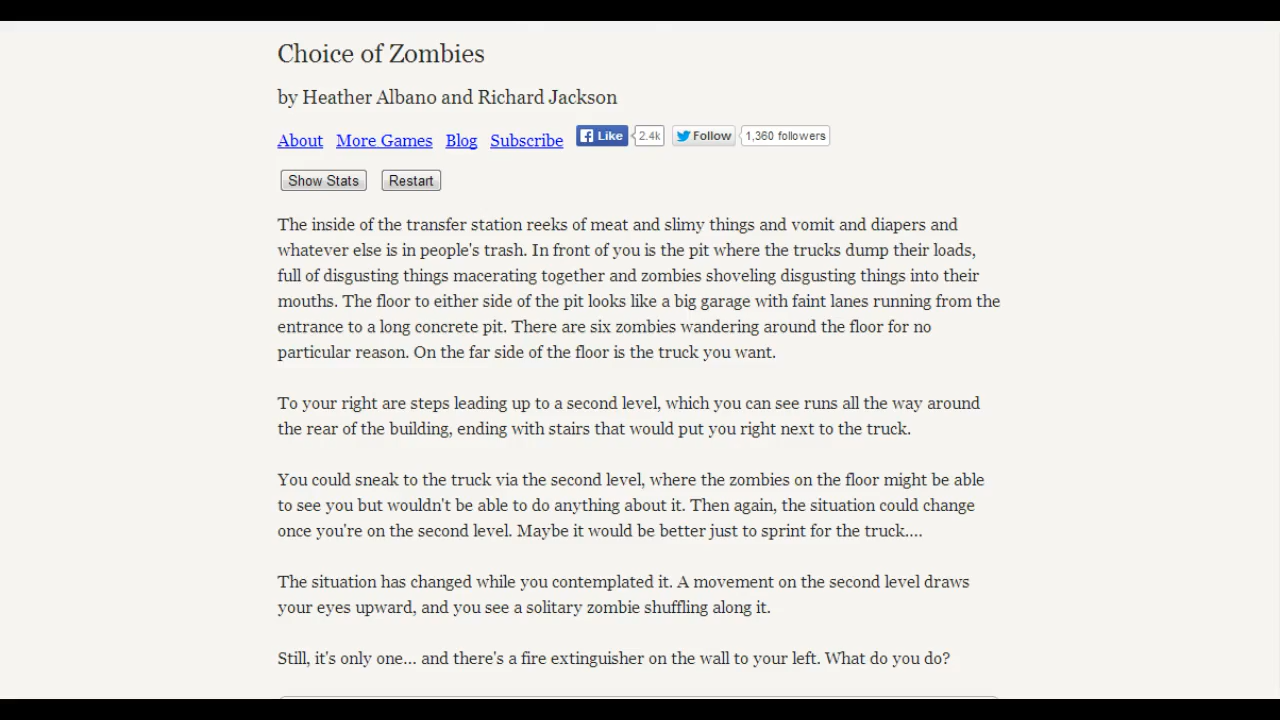 Choice of Zombies
by Heather Albano and Richard Jackson
About More Games Blog Subscribe Like 2.4k Follow 1,360 followers
Show Stats Restart
The inside of the transfer station reeks of meat and slimy things and vomit and diapers and
whatever else is in people's trash. In front of you is the pit where the trucks dump their loads,
full of disgusting things macerating together and zombies shoveling disgusting things into their
mouths. The floor to either side of the pit looks like a big garage with faint lanes running from the
entrance to a long concrete pit. There are six zombies wandering around the floor for no
particular reason. On the far side of the floor is the truck you want.
To your right are steps leading up to a second level, which you can see runs all the way around
the rear of the building, ending with stairs that would put you right next to the truck.
You could sneak to the truck via the second level, where the zombies on the floor might be able
to see you but wouldn't be able to do anything about it. Then again, the situation could change
once you're on the second level. Maybe it would be better just to sprint for the truck....
The situation has changed while you contemplated it. A movement on the second level draws
your eyes upward, and you see a solitary zombie shuffling along it.
Still, it's only one... and there's a fire extinguisher on the wall to your left. What do you do?